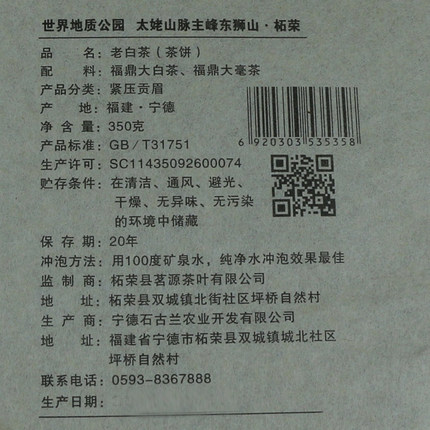 世界地质公园 太姥山脉主峰东狮山·柘荣
品 名：老白茶（茶饼）
配 料：福鼎大白茶、福鼎大毫茶
产品分类：紧压贡眉
产 地：福建·宁德
净 含 量：350克
产品标准：GB/T31751
生产许可：SC11435092600074
6 920303 535358
贮存条件：在清洁、通风、避光、
干燥、无异味、无污染
的环境中储藏
保 存 期：20年
冲泡方法：用100度矿泉水，纯净水冲泡效果最佳
监 制 商：柘荣县茗源茶叶有限公司
地 址：柘荣县双城镇北街社区坪桥自然村
生 产 商：宁德石古兰农业开发有限公司
地 址：福建省宁德市柘荣县双城镇城北社区
坪桥自然村
联系电话：0593-8367888
生产日期：